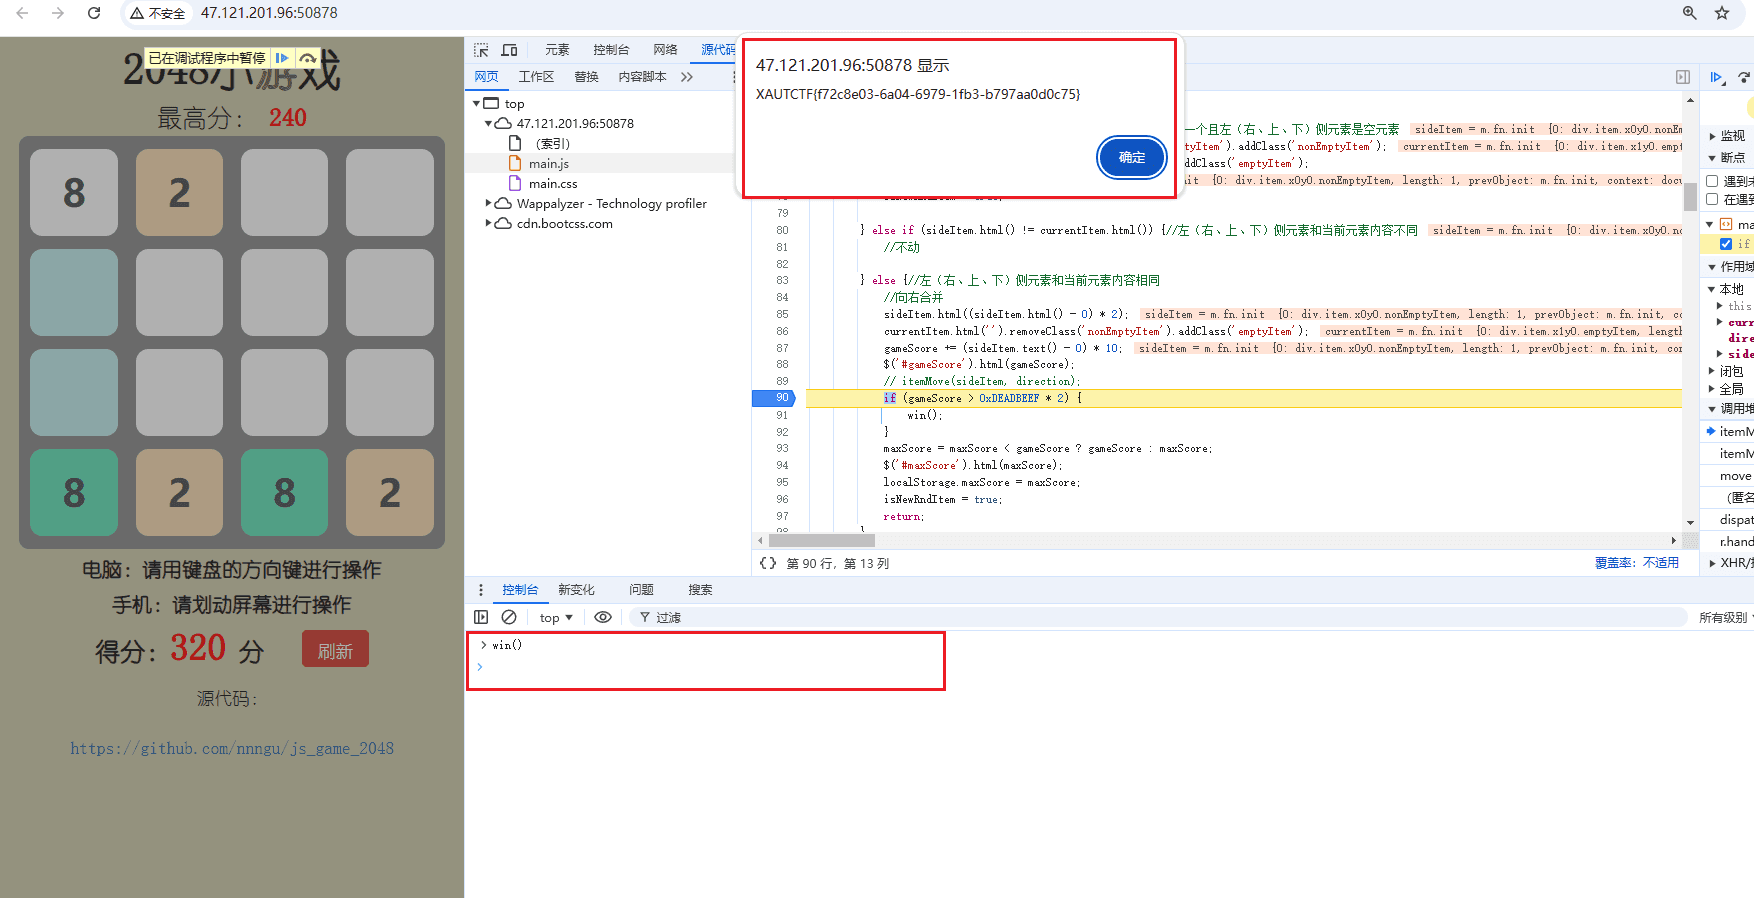 不安全 47.121.201.96:50878
已在调试程序中暂停
2048小游戏
最高分： 240
8 2
8 2 8 2
电脑：请用键盘的方向键进行操作
手机：请划动屏幕进行操作
得分：320 分 刷新
源代码：
https://github.com/nnngu/js_game_2048
元素 控制台 网络 源代码
网页 工作区 替换 内容脚本
top
47.121.201.96:50878
（索引）
main.js
main.css
Wappalyzer - Technology profiler
cdn.bootcss.com
47.121.201.96:50878 显示
XAUTCTF{f72c8e03-6a04-6979-1fb3-b797aa0d0c75}
确定
一个且左（右、上、下）侧元素是空元素 sideItem = m.fn.init {0: div.item.x0y0.nonEm
tyItem').addClass('nonEmptyItem'); currentItem = m.fn.init {0: div.item.x1y0.empt
ddClass('emptyItem');
nit {0: div.item.x0y0.nonEmptyItem, length: 1, prevObject: m.fn.init, context: docu
79
80 } else if (sideItem.html() != currentItem.html()) {//左（右、上、下）侧元素和当前元素内容不同 sideItem = m.fn.init {0: div.item.x0y0.no
81 //不动
82
83 } else {//左（右、上、下）侧元素和当前元素内容相同
84 //向右合并
85 sideItem.html((sideItem.html() - 0) * 2); sideItem = m.fn.init {0: div.item.x0y0.nonEmptyItem, length: 1, prevObject: m.fn.init, co
86 currentItem.html('').removeClass('nonEmptyItem').addClass('emptyItem'); currentItem = m.fn.init {0: div.item.x1y0.emptyItem, length
87 gameScore += (sideItem.text() - 0) * 10; sideItem = m.fn.init {0: div.item.x0y0.nonEmptyItem, length: 1, prevObject: m.fn.init, con
88 $('#gameScore').html(gameScore);
89 // itemMove(sideItem, direction);
90 if (gameScore > 0xDEADBEEF * 2) {
91 win();
92 }
93 maxScore = maxScore < gameScore ? gameScore : maxScore;
94 $('#maxScore').html(maxScore);
95 localStorage.maxScore = maxScore;
96 isNewRndItem = true;
97 return;
98 }
{} 第 90 行，第 13 列 覆盖率：不适用
监视
断点
遇到未
在遇到
ma
if
作用域
本地
this
curr
dire
side
闭包
全局
调用堆
itemM
itemM
move
（匿名
dispat
r.hand
XHR/提
控制台 新变化 问题 搜索
top 过滤 所有级别
> win()
>